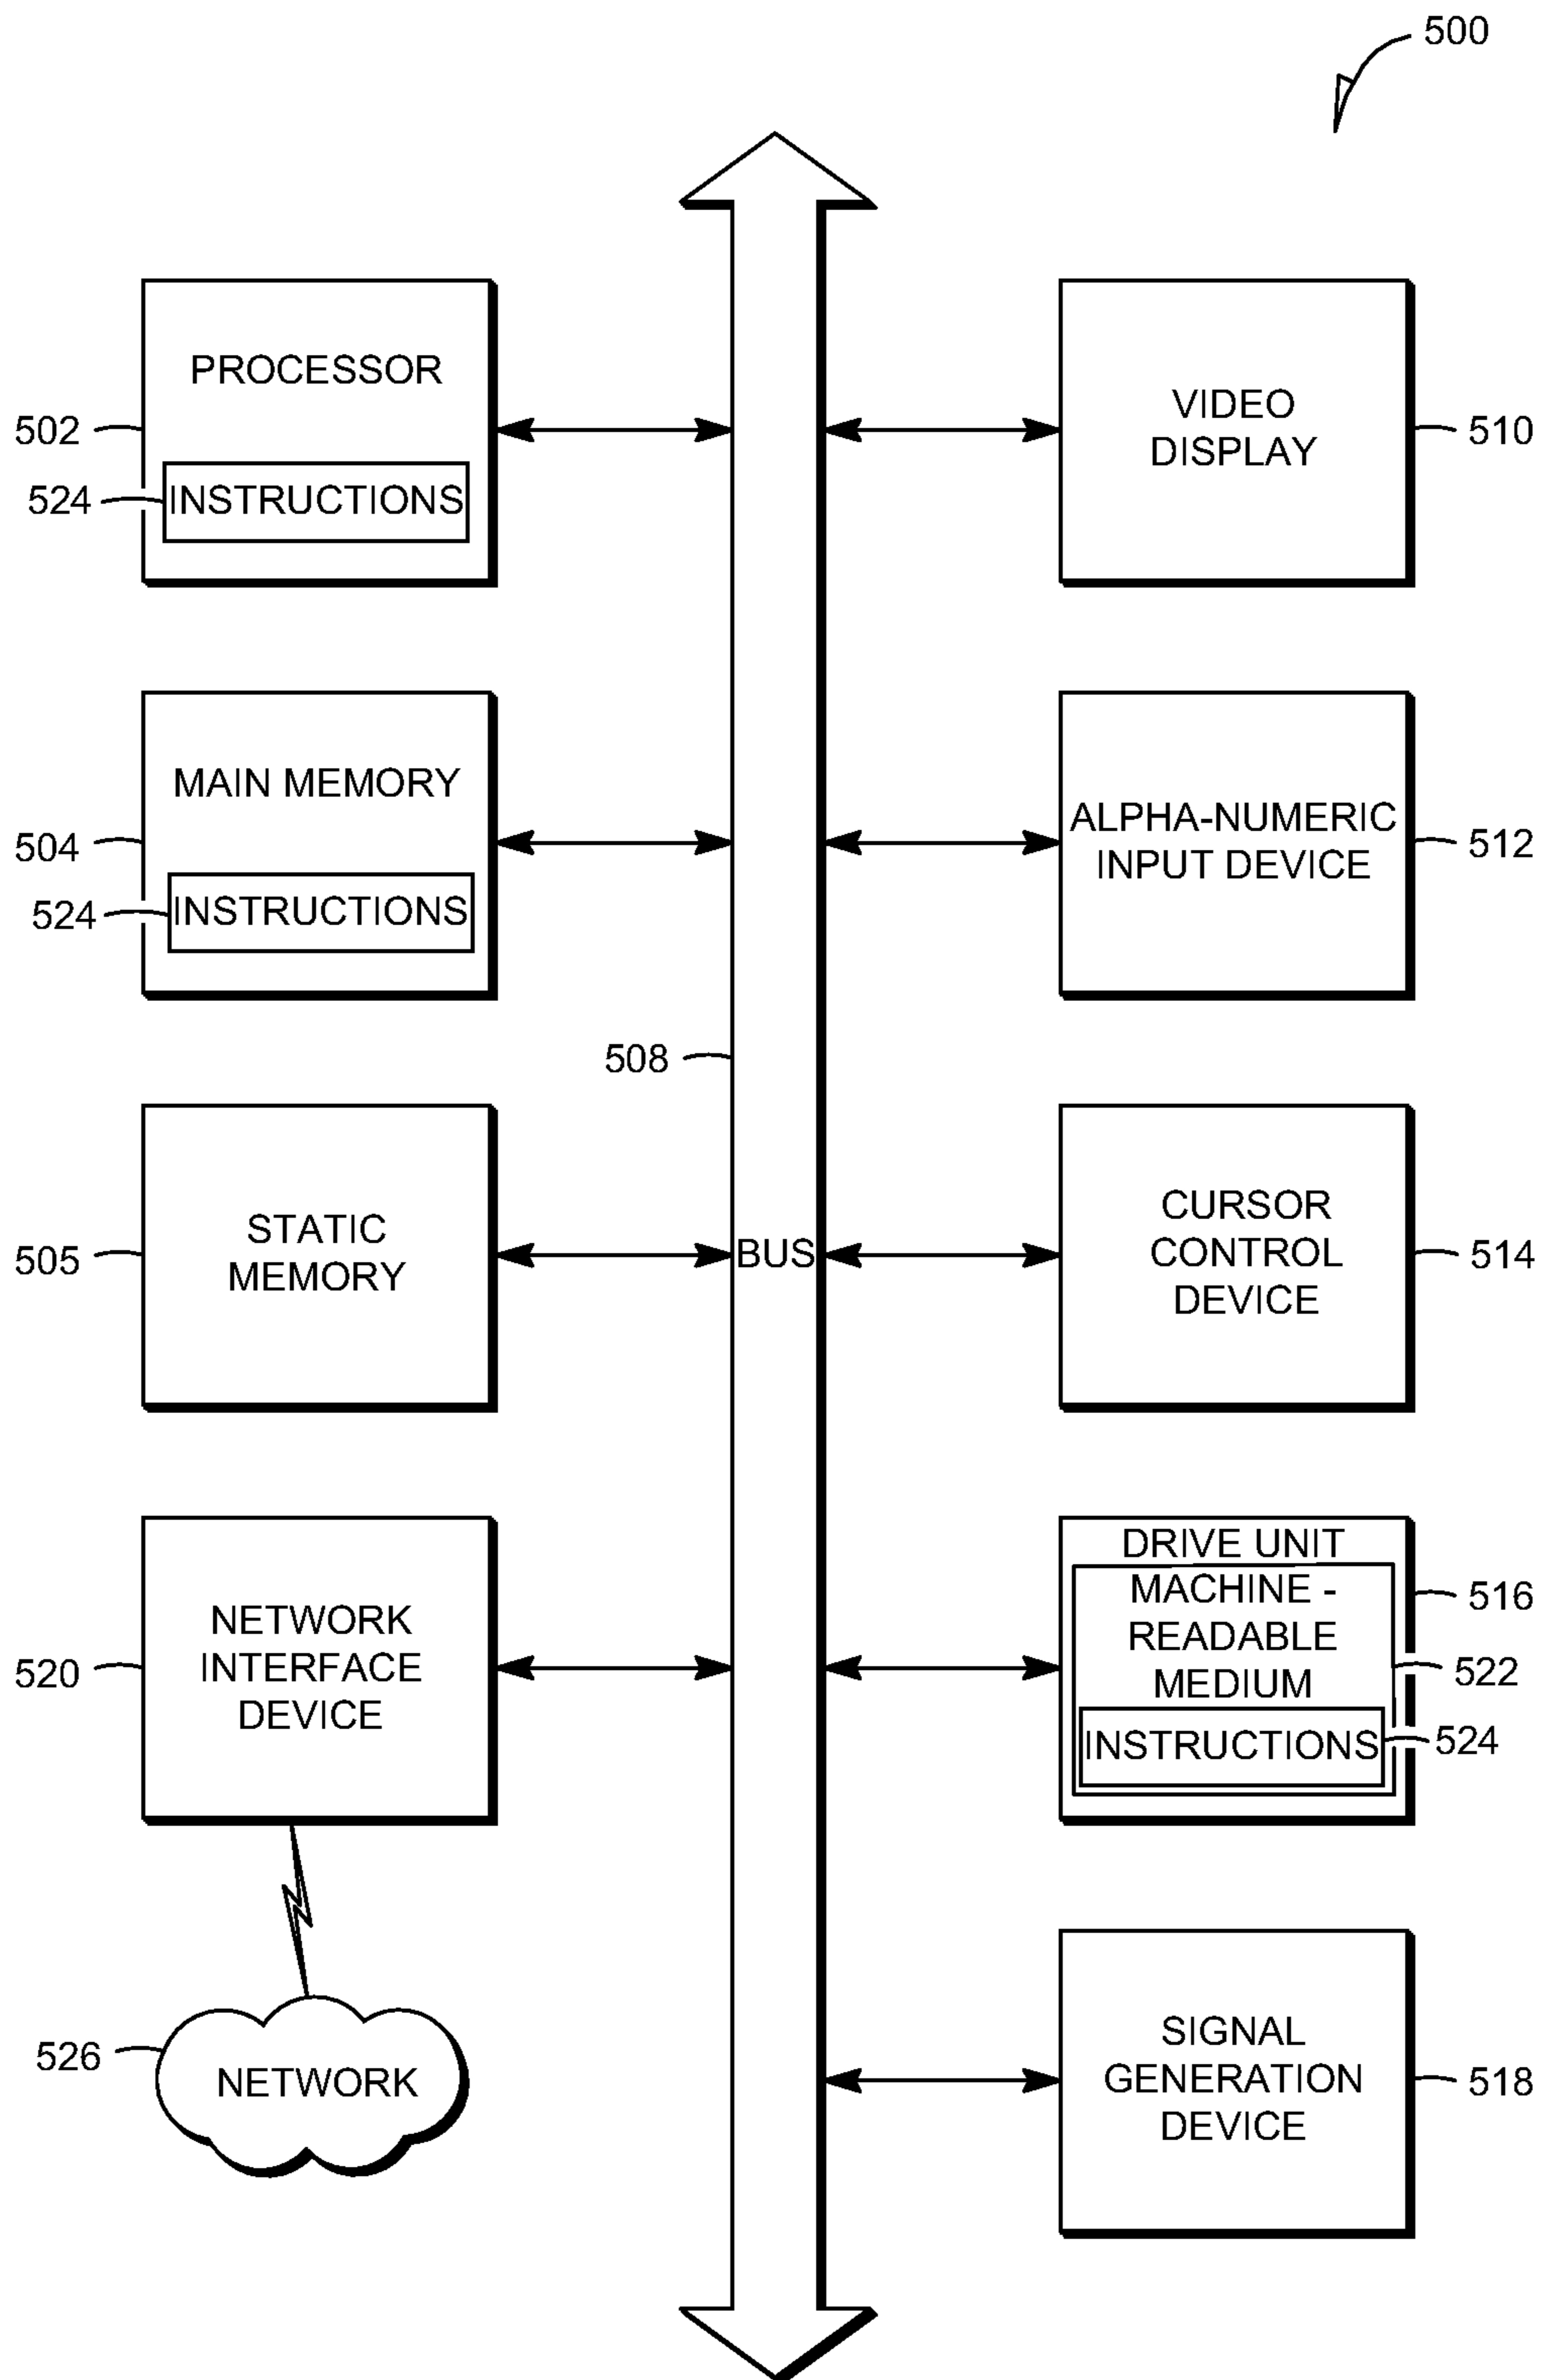 500
PROCESSOR
502
524
INSTRUCTIONS
VIDEO
DISPLAY
510
MAIN MEMORY
504
524
INSTRUCTIONS
ALPHA-NUMERIC
INPUT DEVICE
512
508
STATIC
MEMORY
505
BUS
CURSOR
CONTROL
DEVICE
514
NETWORK
INTERFACE
DEVICE
520
DRIVE UNIT
MACHINE -
READABLE
MEDIUM
INSTRUCTIONS
516
522
524
526
NETWORK
SIGNAL
GENERATION
DEVICE
518